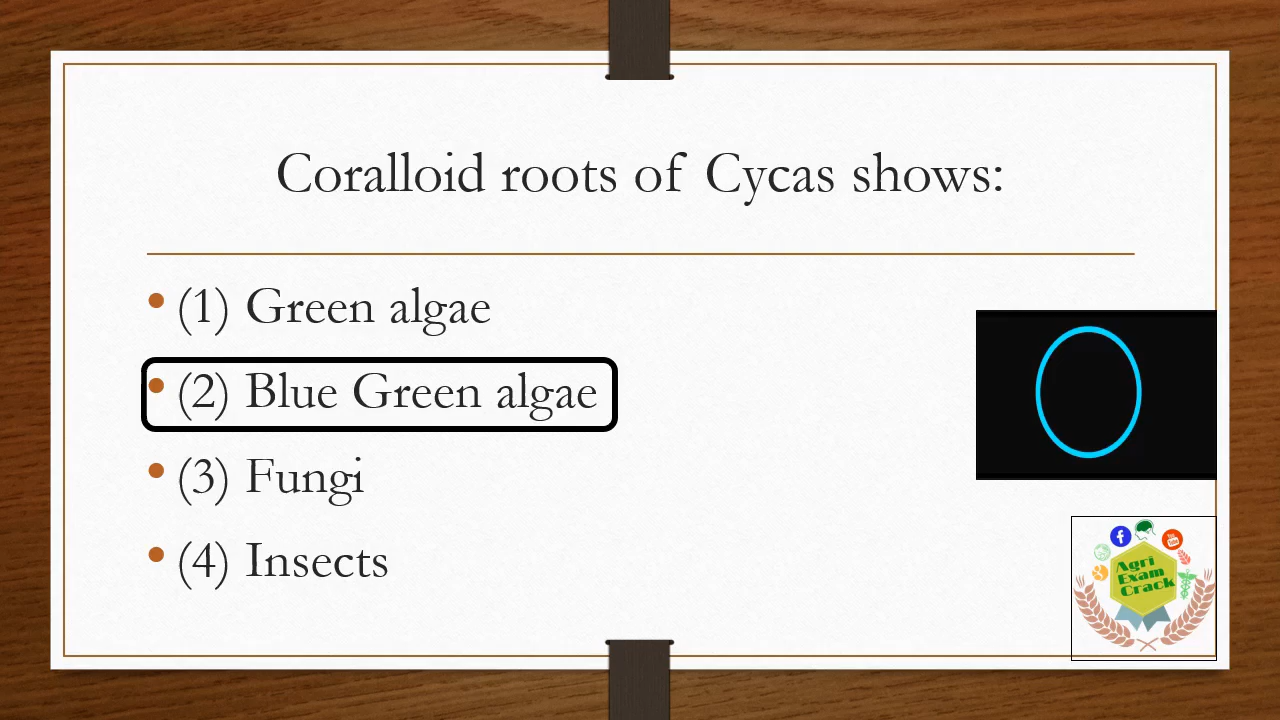 Coralloid roots of Cycas shows:
• (1) Green algae
• (2) Blue Green algae
• (3) Fungi
• (4) Insects
0
Agri
Exam
Crack